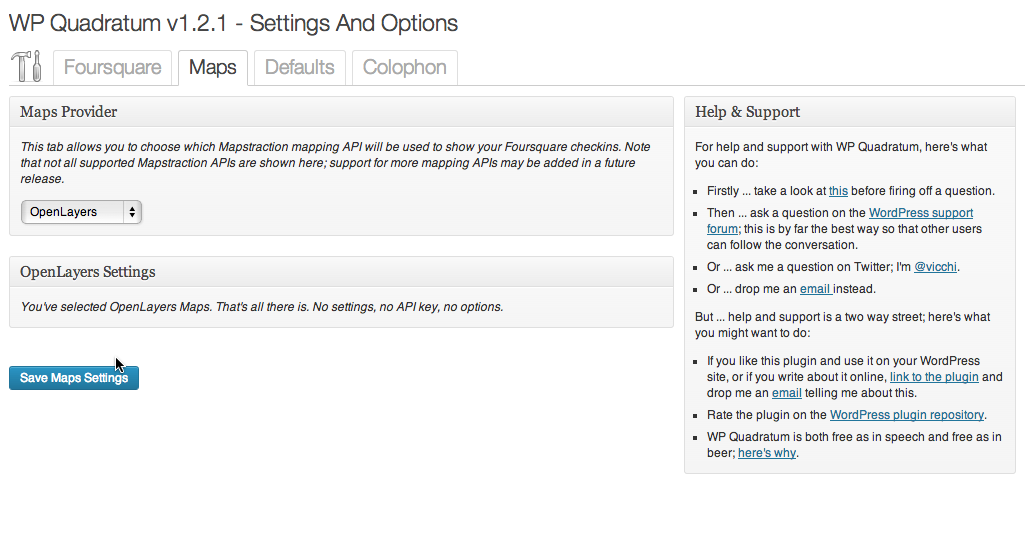 WP Quadratum v1.2.1 - Settings And Options
Foursquare
Maps
Defaults
Colophon
Maps Provider
This tab allows you to choose which Mapstraction mapping API will be used to show your Foursquare checkins. Note
that not all supported Mapstraction APIs are shown here; support for more mapping APIs may be added in a future
release.
OpenLayers
OpenLayers Settings
You've selected OpenLayers Maps. That's all there is. No settings, no API key, no options.
Save Maps Settings
Help & Support
For help and support with WP Quadratum, here's what
you can do:
Firstly ... take a look at this before firing off a question.
Then ... ask a question on the WordPress support
forum; this is by far the best way so that other users
can follow the conversation.
Or ... ask me a question on Twitter; I'm @vicchi.
Or ... drop me an email instead.
But ... help and support is a two way street; here's what
you might want to do:
If you like this plugin and use it on your WordPress
site, or if you write about it online, link to the plugin and
drop me an email telling me about this.
Rate the plugin on the WordPress plugin repository.
WP Quadratum is both free as in speech and free as in
beer; here's why.